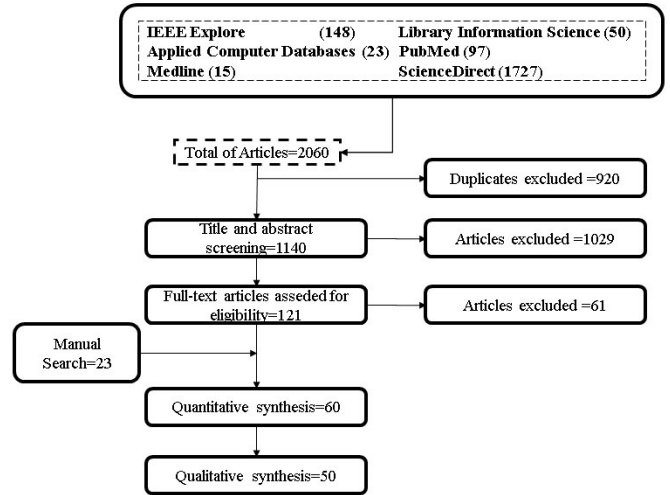 IEEE Explore (148) Library Information Science (50)
Applied Computer Databases (23) PubMed (97)
Medline (15) ScienceDirect (1727)
Total of Articles=2060
Duplicates excluded =920
Title and abstract
screening=1140
Articles excluded =1029
Full-text articles asseded for
eligibility=121
Articles excluded =61
Manual
Search=23
Quantitative synthesis=60
Qualitative synthesis=50